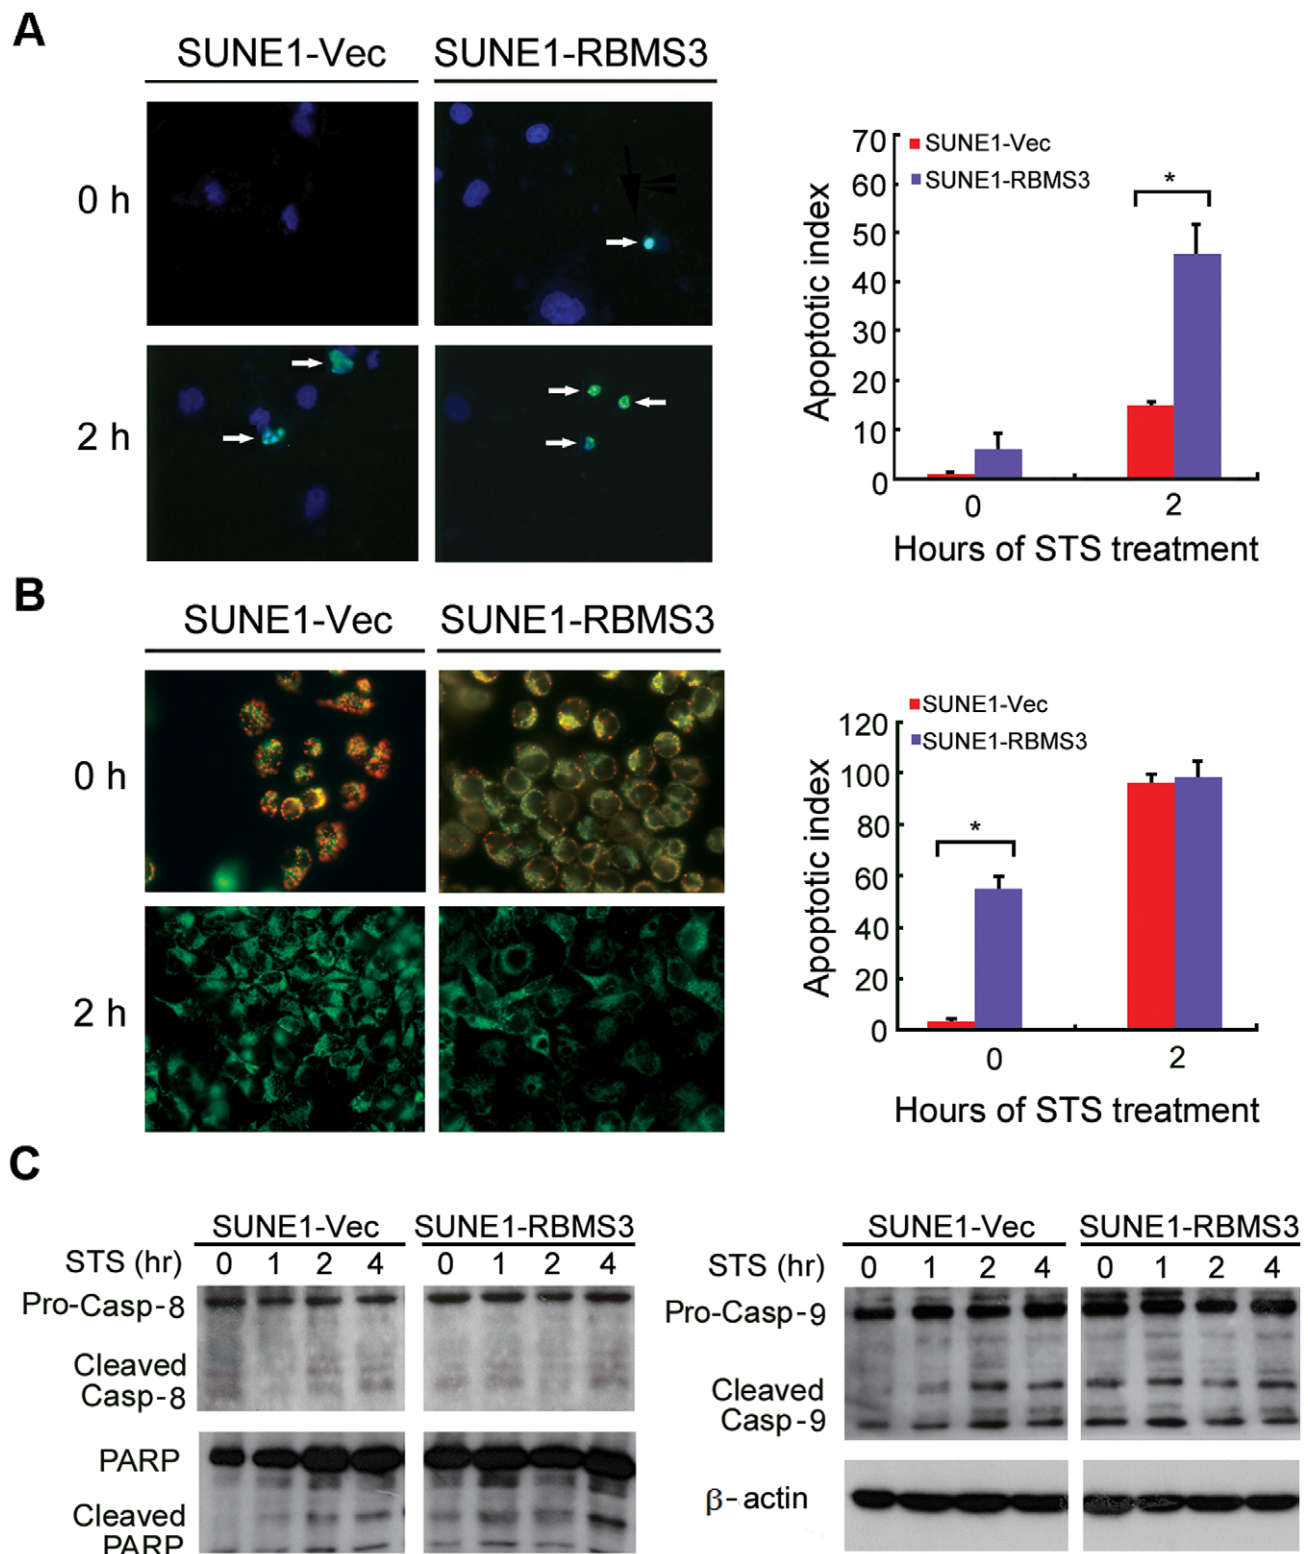 A
SUNE1-Vec SUNE1-RBMS3
0 h
2 h
70
60
50
40
30
20
10
0
Apoptotic index
SUNE1-Vec
SUNE1-RBMS3
*
0 2
Hours of STS treatment
B
SUNE1-Vec SUNE1-RBMS3
0 h
2 h
120
100
80
60
40
20
0
Apoptotic index
SUNE1-Vec
SUNE1-RBMS3
*
0 2
Hours of STS treatment
C
SUNE1-Vec SUNE1-RBMS3
STS (hr) 0 1 2 4 0 1 2 4
Pro-Casp-8
Cleaved
Casp-8
PARP
Cleaved
PARP
SUNE1-Vec SUNE1-RBMS3
STS (hr) 0 1 2 4 0 1 2 4
Pro-Casp-9
Cleaved
Casp-9
β-actin